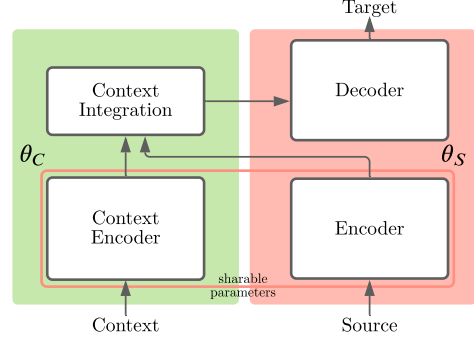 Target
Context
Integration
Decoder
θ_C
θ_S
Context
Encoder
Encoder
sharable
parameters
Context
Source